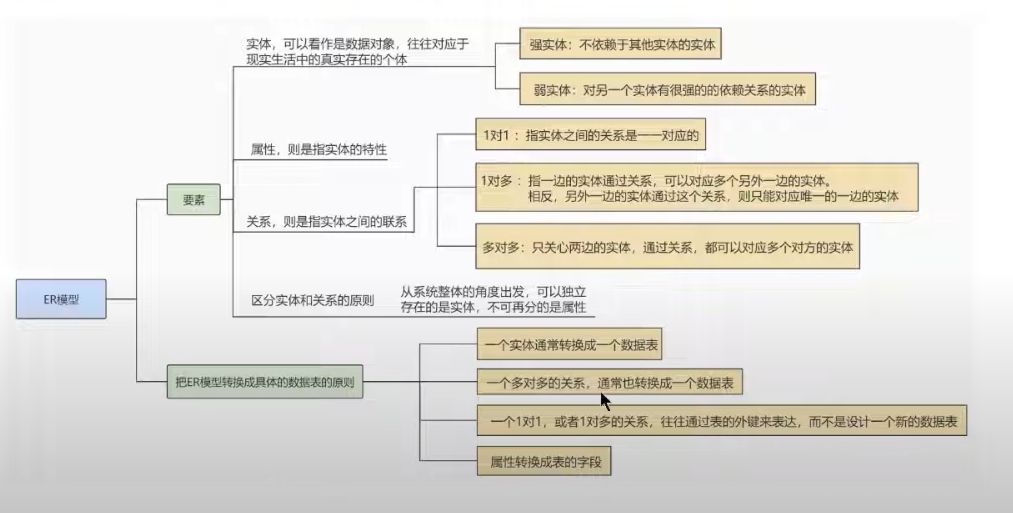 实体，可以看作是数据对象，往往对应于
现实生活中的真实存在的个体
强实体：不依赖于其他实体的实体
弱实体：对另一个实体有很强的的依赖关系的实体
属性，则是指实体的特性
1对1 ：指实体之间的关系是一一对应的
1对多 ：指一边的实体通过关系，可以对应多个另外一边的实体。
相反，另外一边的实体通过这个关系，则只能对应唯一的一边的实体
要素
关系，则是指实体之间的联系
多对多：只关心两边的实体，通过关系，都可以对应多个对方的实体
ER模型
区分实体和关系的原则
从系统整体的角度出发，可以独立
存在的是实体，不可再分的是属性
一个实体通常转换成一个数据表
把ER模型转换成具体的数据表的原则
一个多对多的关系，通常也转换成一个数据表
一个1对1，或者1对多的关系，往往通过表的外键来表达，而不是设计一个新的数据表
属性转换成表的字段